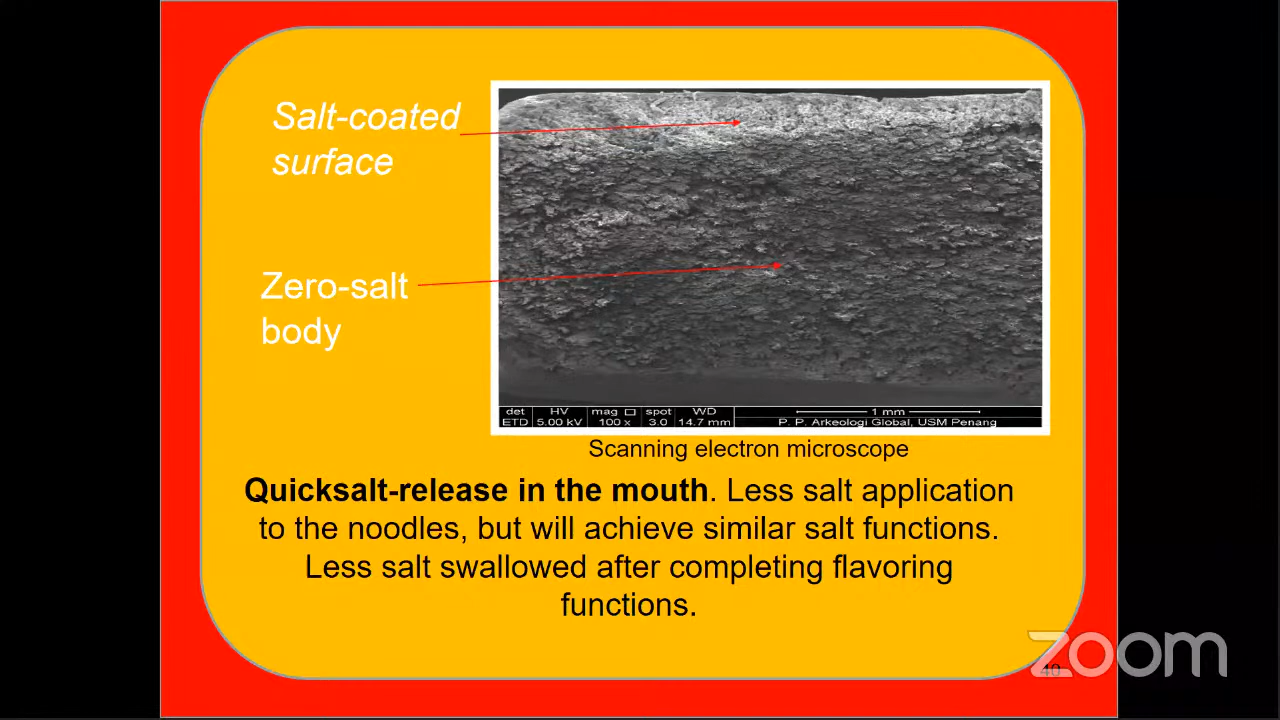 Salt-coated
surface
Zero-salt
body
det HV mag □ spot WD 1 mm
ETD 5.00 kV 100 x 3.0 14.7 mm P. P. Arkeologi Global, USM Penang
Scanning electron microscope
Quicksalt-release in the mouth. Less salt application
to the noodles, but will achieve similar salt functions.
Less salt swallowed after completing flavoring
functions.
zoom
40